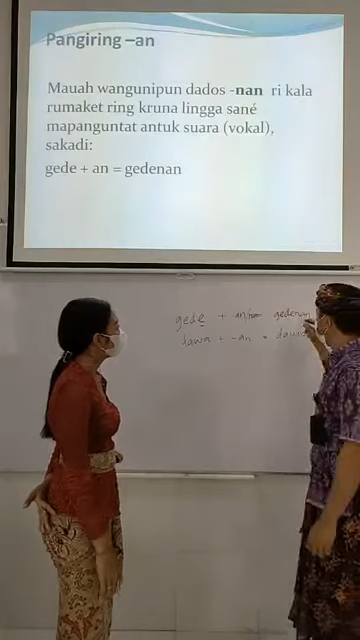 Pangiring –an
Mauah wangunipun dados -nan ri kala
rumaket ring kruna lingga sané
mapanguntat antuk suara (vokal),
sakadi:
gede + an = gedenan
gede + an/ gedenan
dawa + -an =